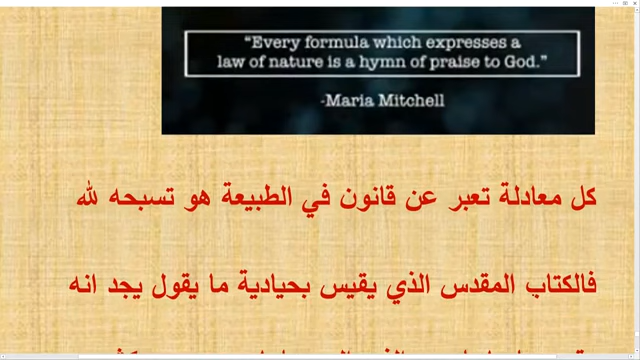 “Every formula which expresses a
law of nature is a hymn of praise to God.”
-Maria Mitchell
كل معادلة تعبر عن قانون في الطبيعة هو تسبحه لله
فالكتاب المقدس الذي يقيس بحيادية ما يقول يجد انه